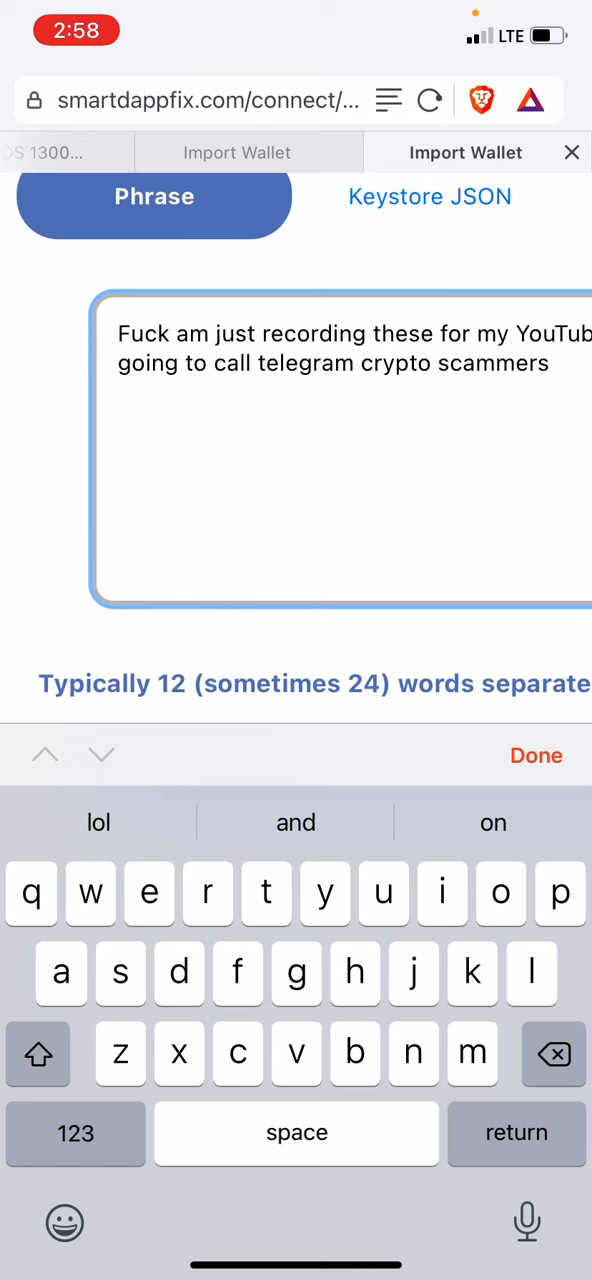 2:58
LTE
smartdappfix.com/connect/...
OS 1300...
Import Wallet
Import Wallet
Phrase
Keystore JSON
Fuck am just recording these for my YouTub
going to call telegram crypto scammers
Typically 12 (sometimes 24) words separate
Done
lol
and
on
q w e r t y u i o p
a s d f g h j k l
z x c v b n m
123
space
return